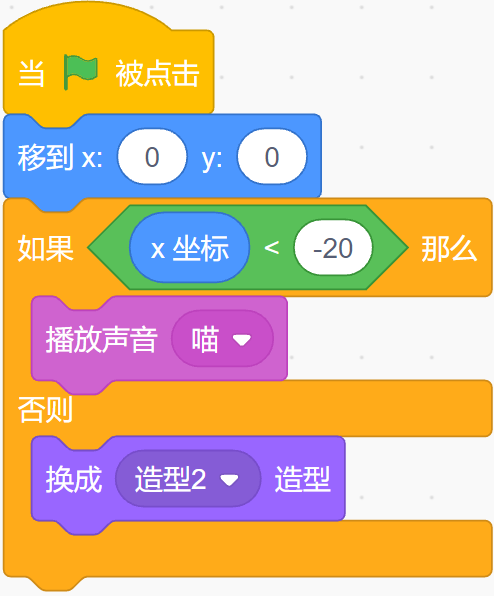 当 被点击
移到 x: 0 y: 0
如果 x 坐标 < -20 那么
播放声音 喵
否则
换成 造型2 造型